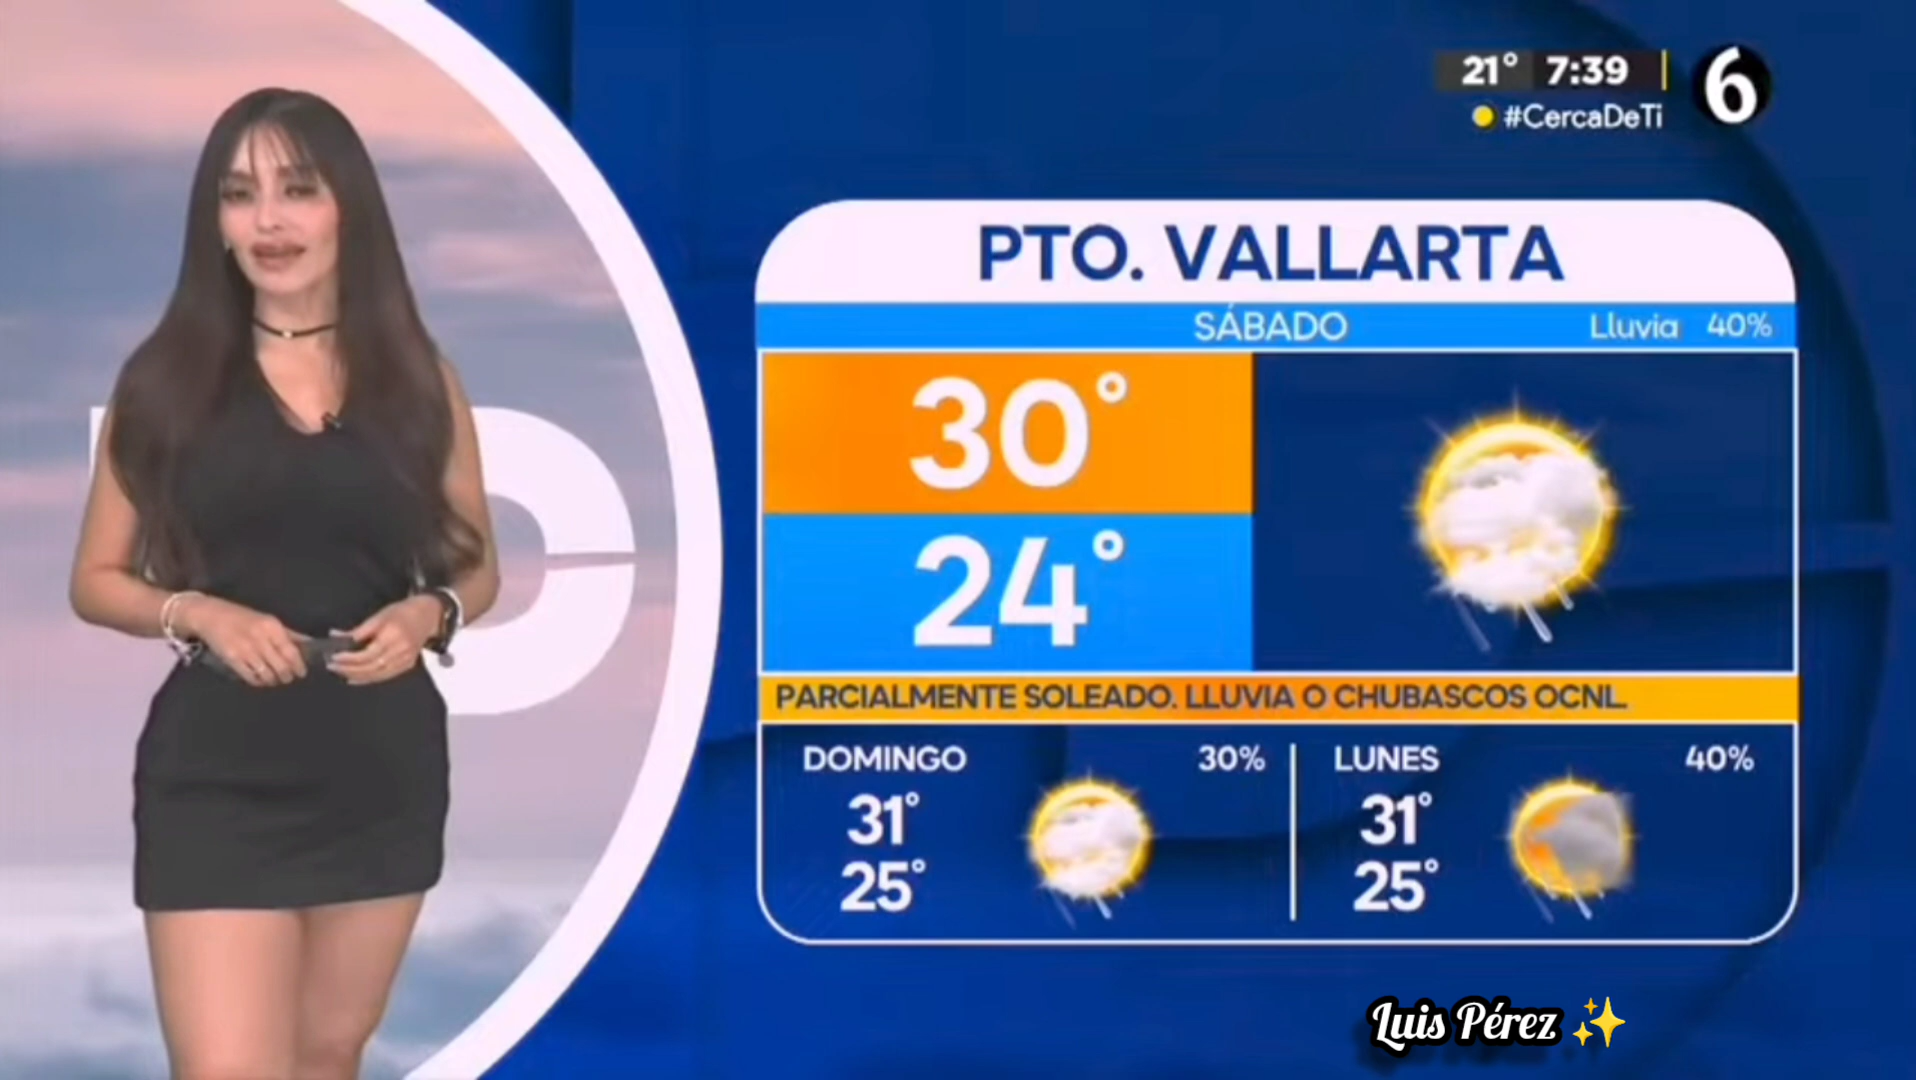 21° 7:39
6
#CercaDeTi
PTO. VALLARTA
SÁBADO Lluvia 40%
30°
24°
PARCIALMENTE SOLEADO. LLUVIA O CHUBASCOS OCNL.
DOMINGO 30%
31°
25°
LUNES 40%
31°
25°
Luis Pérez ✨